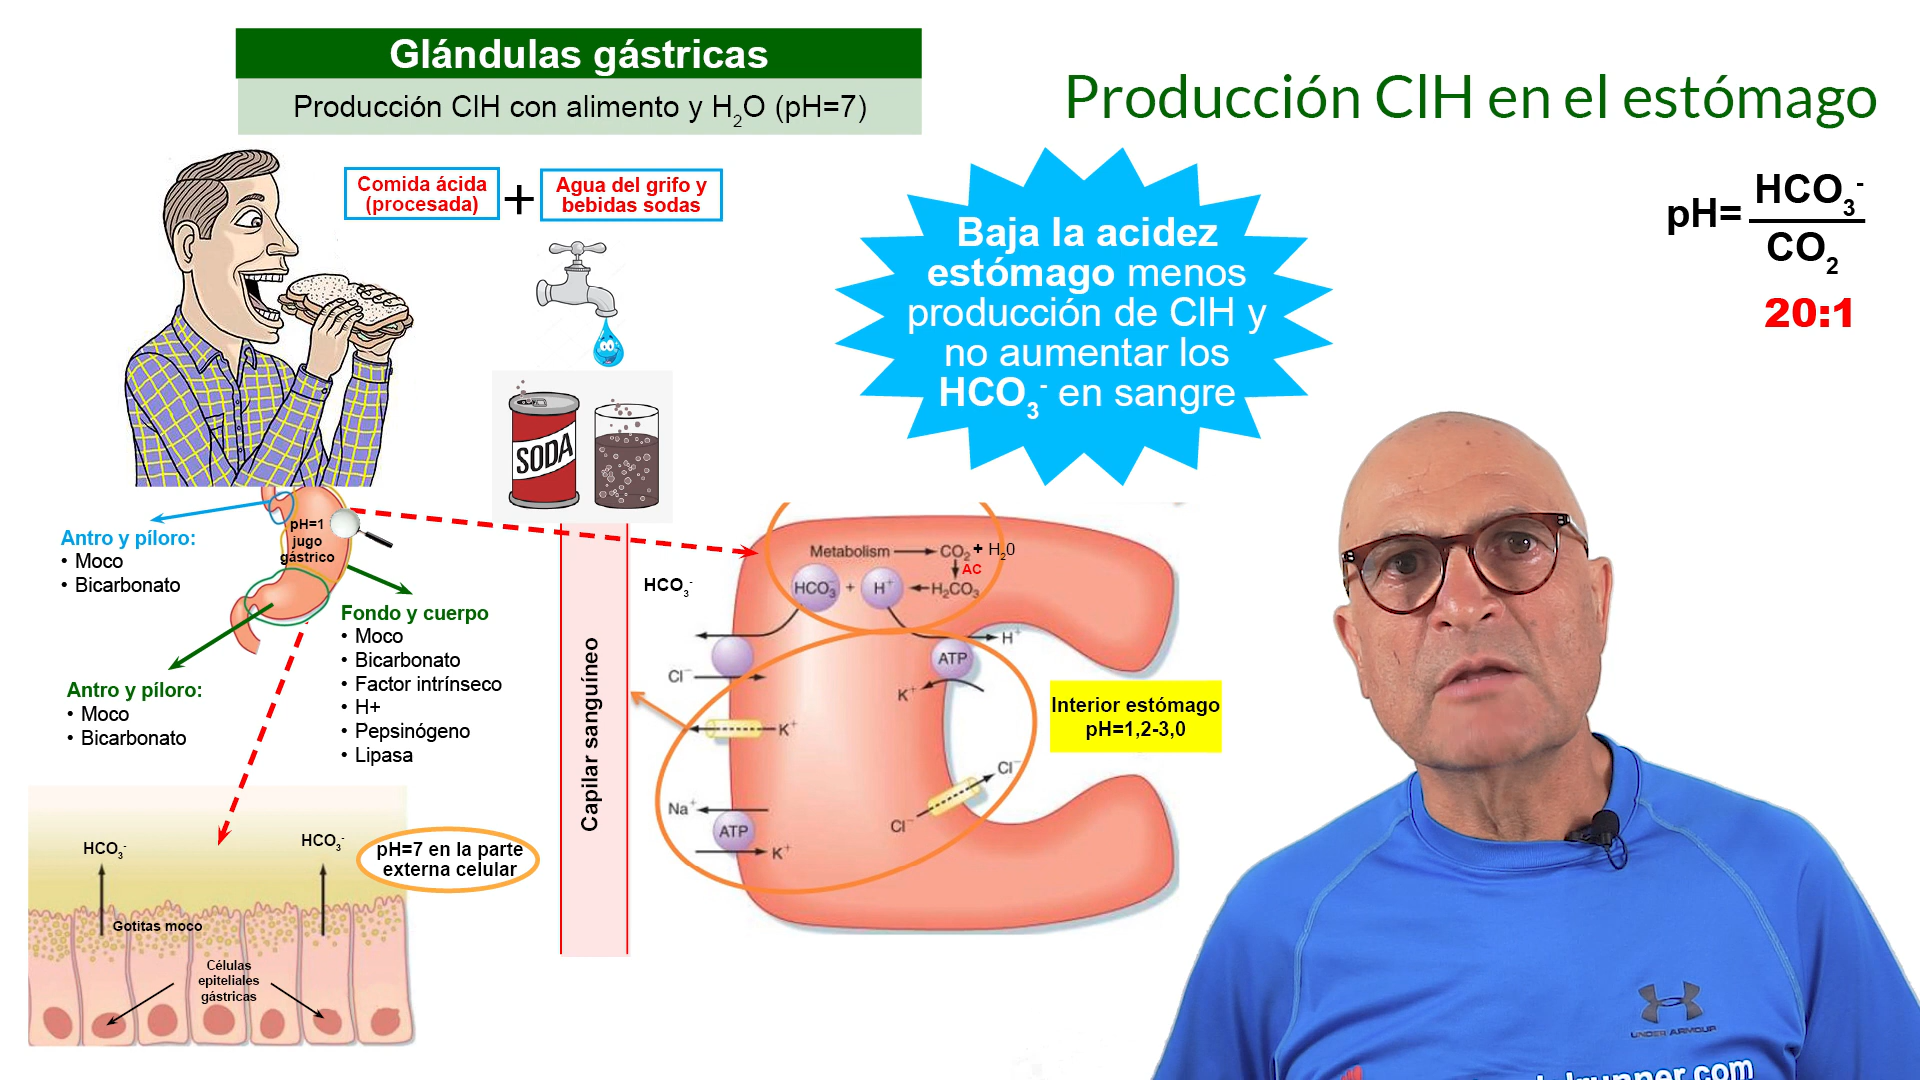 Glándulas gástricas
Producción ClH con alimento y H₂O (pH=7)
Producción ClH en el estómago
pH= HCO₃⁻
CO₂
20:1
Comida ácida
(procesada)
+
Agua del grifo y
bebidas sodas
Baja la acidez
estómago menos
producción de ClH y
no aumentar los
HCO₃⁻ en sangre
SODA
pH=1
jugo
gástrico
Antro y píloro:
• Moco
• Bicarbonato
Fondo y cuerpo
• Moco
• Bicarbonato
• Factor intrínseco
• H+
• Pepsinógeno
• Lipasa
Antro y píloro:
• Moco
• Bicarbonato
HCO₃⁻
HCO₃⁻
pH=7 en la parte
externa celular
Gotitas moco
Células
epiteliales
gástricas
Capilar sanguíneo
HCO₃⁻
Metabolism CO₂ + H₂0
AC
HCO₃⁻ + H⁺ H₂CO₃
H⁺
ATP
Cl⁻
K⁺
K⁺
Cl⁻
Cl⁻
Na⁺
ATP
K⁺
Interior estómago
pH=1,2-3,0
UNDER ARMOUR